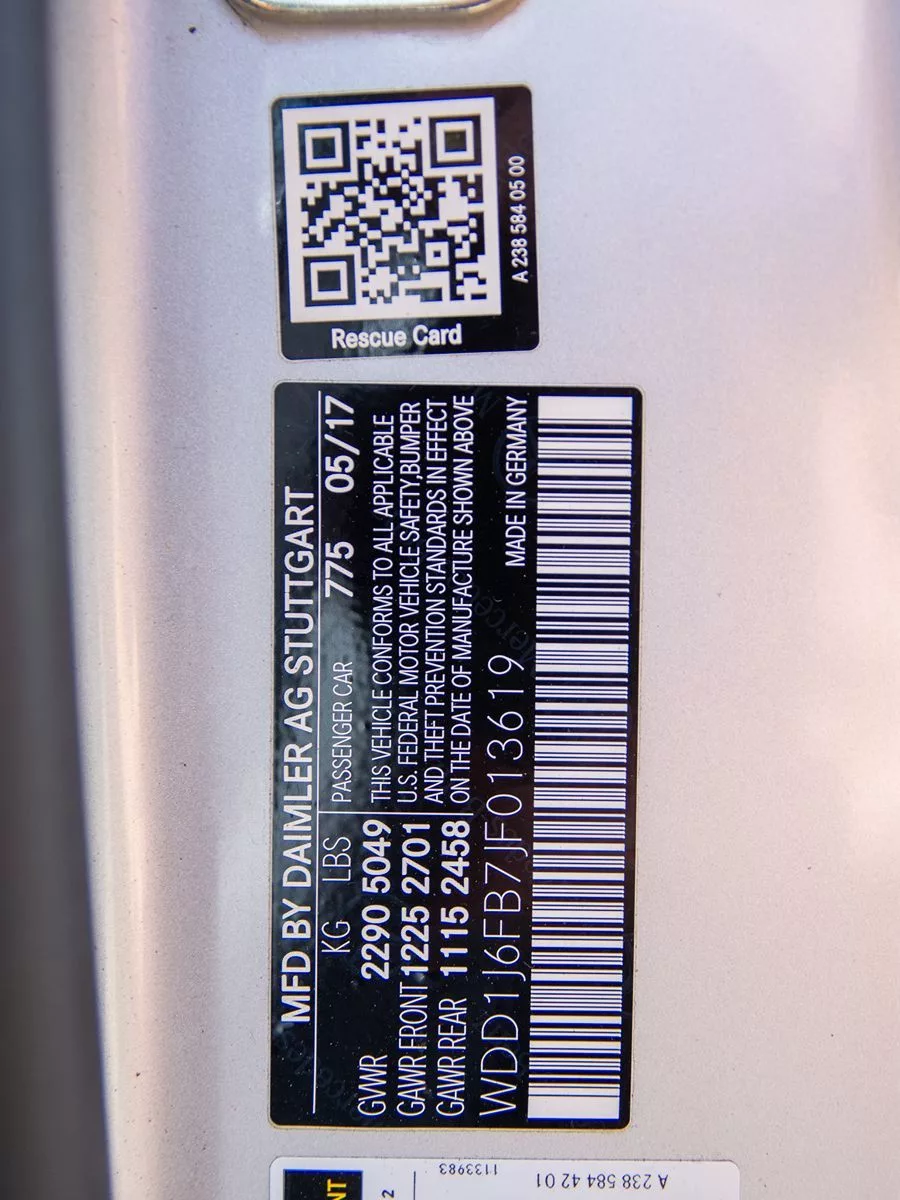 Rescue Card
A 238 584 05 00
MFD BY DAIMLER AG STUTTGART
KG LBS
PASSENGER CAR 775 05/17
GVWR 2290 5049
GAWR FRONT 1225 2701
GAWR REAR 1115 2458
THIS VEHICLE CONFORMS TO ALL APPLICABLE
U.S. FEDERAL MOTOR VEHICLE SAFETY,BUMPER
AND THEFT PREVENTION STANDARDS IN EFFECT
ON THE DATE OF MANUFACTURE SHOWN ABOVE
MADE IN GERMANY
WDD1J6FB7JF013619
1133983
A 238 584 42 01
2